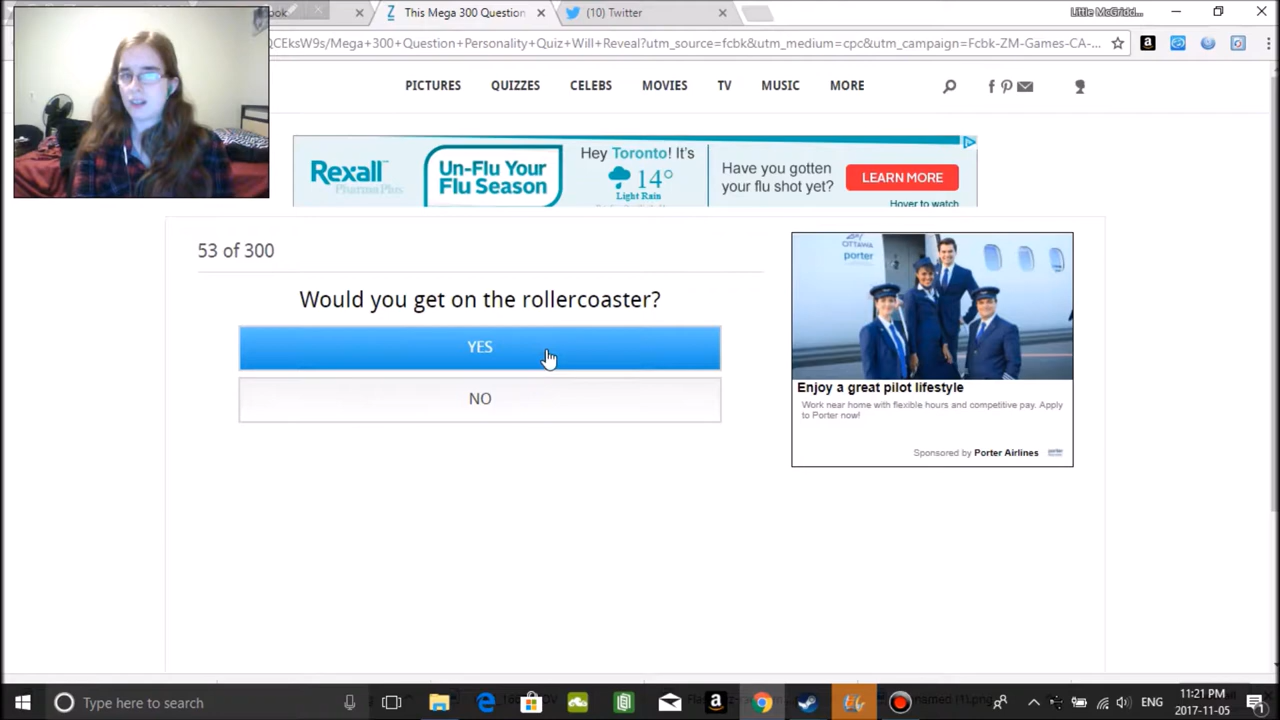 ok
This Mega 300 Question
(10) Twitter
Little McGridd...
QCEksW9s/Mega+300+Question+Personality+Quiz+Will+Reveal?utm_source=fcbk&utm_medium=cpc&utm_campaign=Fcbk-ZM-Games-CA-...
PICTURES QUIZZES CELEBS MOVIES TV MUSIC MORE
Rexall
PharmaPlus
Un-Flu Your
Flu Season
Hey Toronto! It's
14°
Light Rain
Have you gotten
your flu shot yet?
LEARN MORE
Hover to watch
53 of 300
Would you get on the rollercoaster?
YES
NO
OTTAWA
porter
Enjoy a great pilot lifestyle
Work near home with flexible hours and competitive pay. Apply
to Porter now!
Sponsored by Porter Airlines
porter
Type here to search
ENG
11:21 PM
2017-11-05